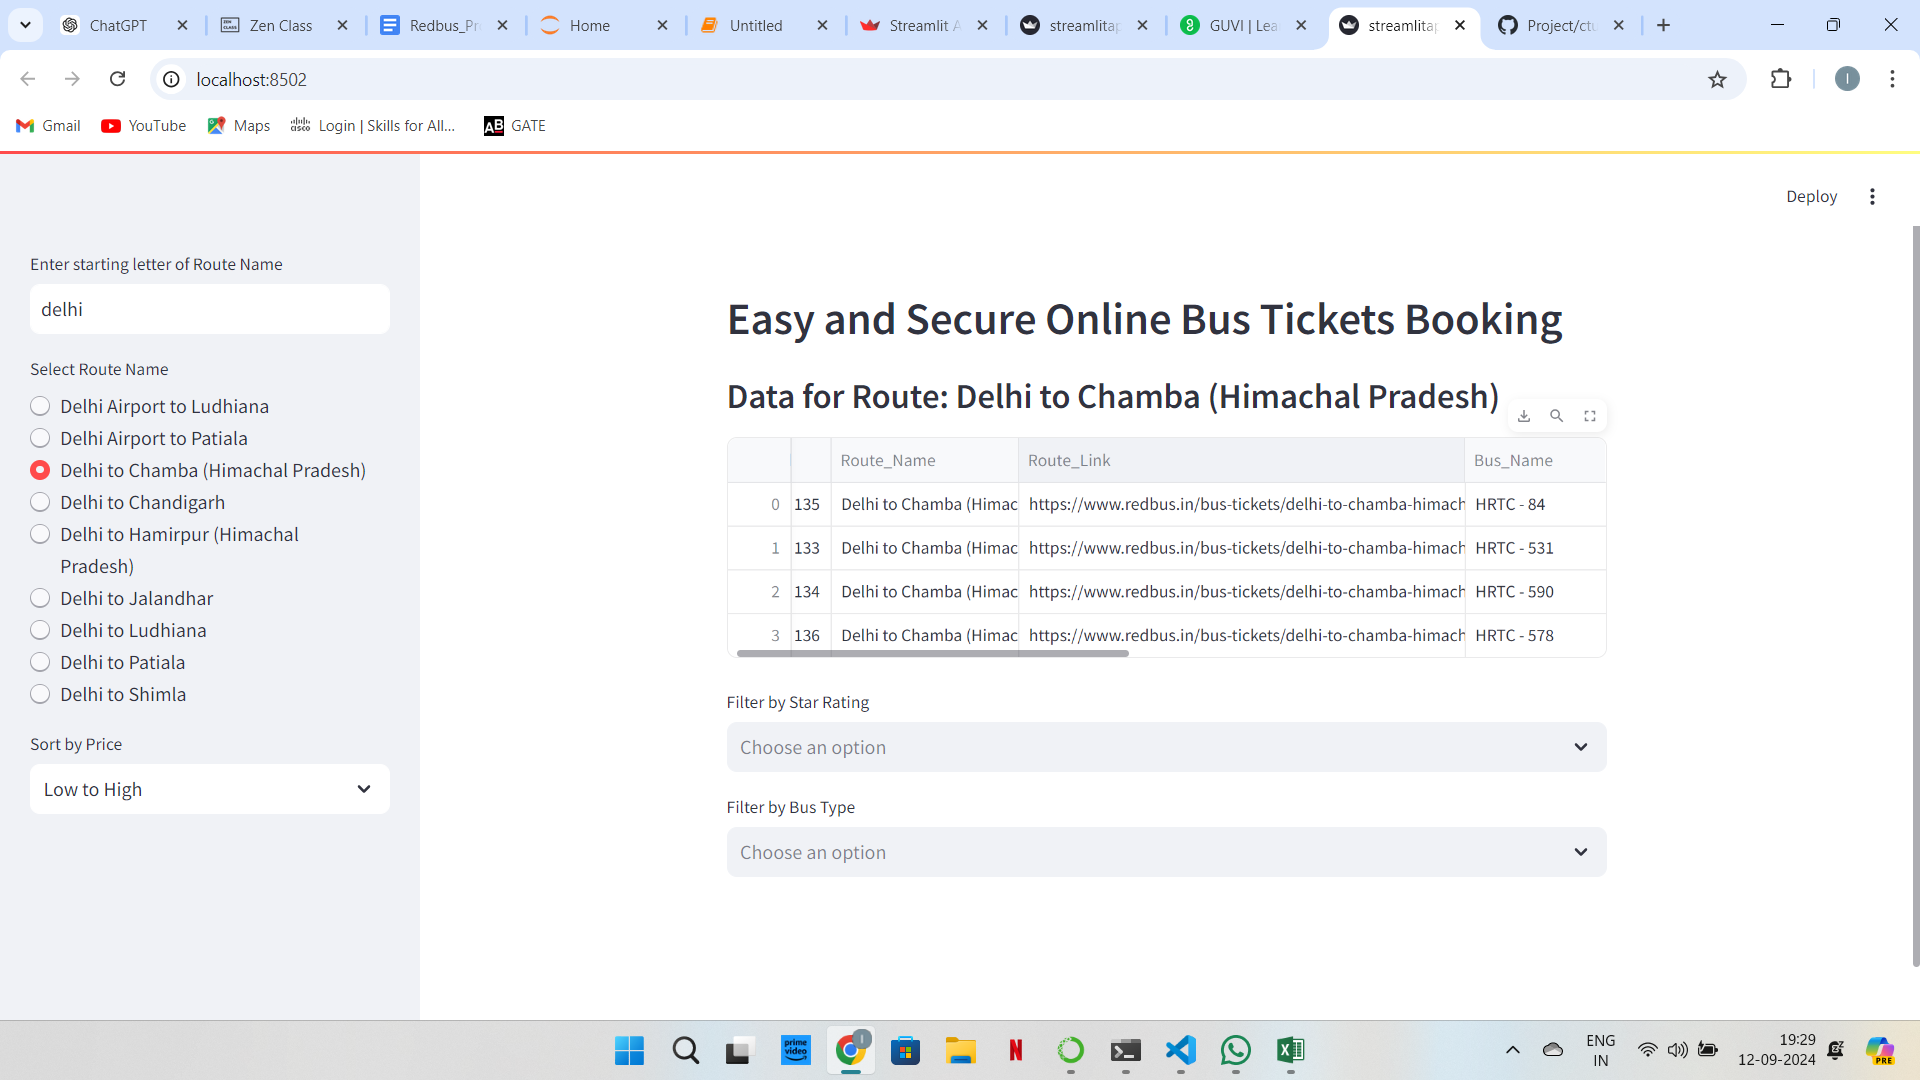 ChatGPT
Zen Class
Redbus_Pr
Home
Untitled
Streamlit A
streamlitap
GUVI | Lea
streamlitap
Project/ctu
localhost:8502
I
Gmail
YouTube
Maps
Login | Skills for All...
GATE
Deploy
Enter starting letter of Route Name
delhi
Select Route Name
Delhi Airport to Ludhiana
Delhi Airport to Patiala
Delhi to Chamba (Himachal Pradesh)
Delhi to Chandigarh
Delhi to Hamirpur (Himachal
Pradesh)
Delhi to Jalandhar
Delhi to Ludhiana
Delhi to Patiala
Delhi to Shimla
Sort by Price
Low to High
Easy and Secure Online Bus Tickets Booking
Data for Route: Delhi to Chamba (Himachal Pradesh)
Route_Name Route_Link Bus_Name
0 135 Delhi to Chamba (Himac https://www.redbus.in/bus-tickets/delhi-to-chamba-himach HRTC - 84
1 133 Delhi to Chamba (Himac https://www.redbus.in/bus-tickets/delhi-to-chamba-himach HRTC - 531
2 134 Delhi to Chamba (Himac https://www.redbus.in/bus-tickets/delhi-to-chamba-himach HRTC - 590
3 136 Delhi to Chamba (Himac https://www.redbus.in/bus-tickets/delhi-to-chamba-himach HRTC - 578
Filter by Star Rating
Choose an option
Filter by Bus Type
Choose an option
prime
video
I
N
ENG
IN
19:29
12-09-2024
PRE